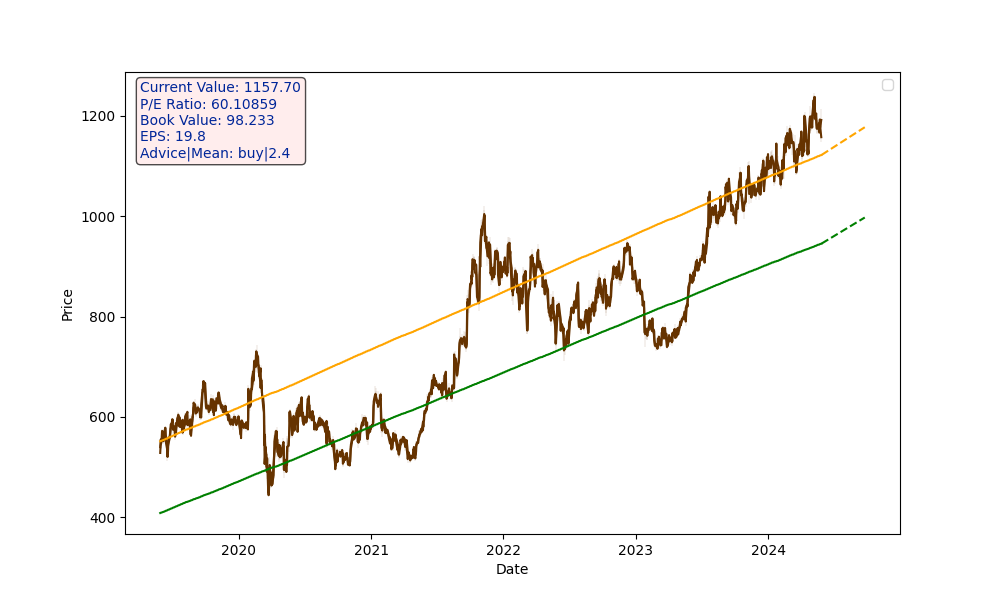 Current Value: 1157.70
P/E Ratio: 60.10859
Book Value: 98.233
EPS: 19.8
Advice|Mean: buy|2.4
1200
1000
800
600
400
Price
2020
2021
2022
2023
2024
Date